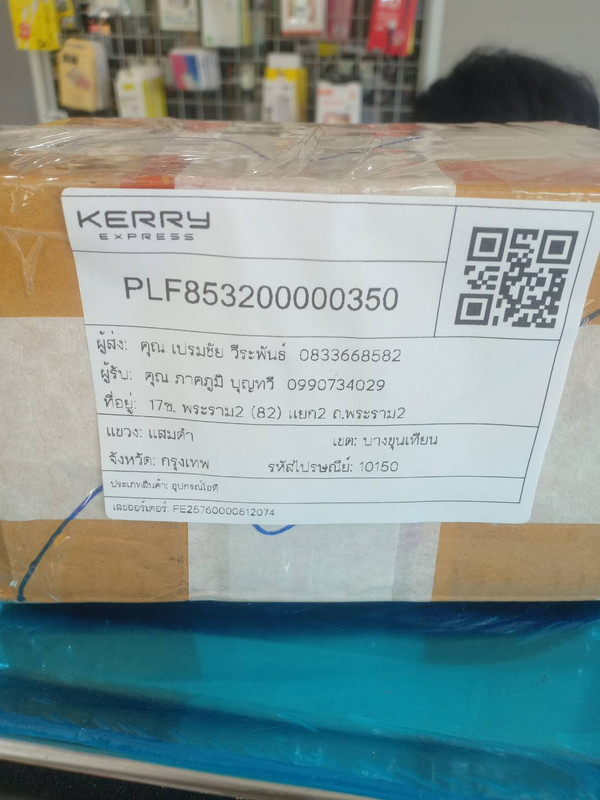 KERRY
EXPRESS
PLF853200000350
ผู้ส่ง: คุณ เปรมชัย วีระพันธ์ 0833668582
ผู้รับ: คุณ ภาคภูมิ บุญทวี 0990734029
ที่อยู่: 17ซ. พระราม2 (82) แยก2 ถ.พระราม2
แขวง: แสมดำ เขต: บางขุนเทียน
จังหวัด: กรุงเทพ รหัสไปรษณีย์: 10150
ประเภทสินค้า: อุปกรณ์ไอที
เลขออร์เดอร์: FE25760000512074